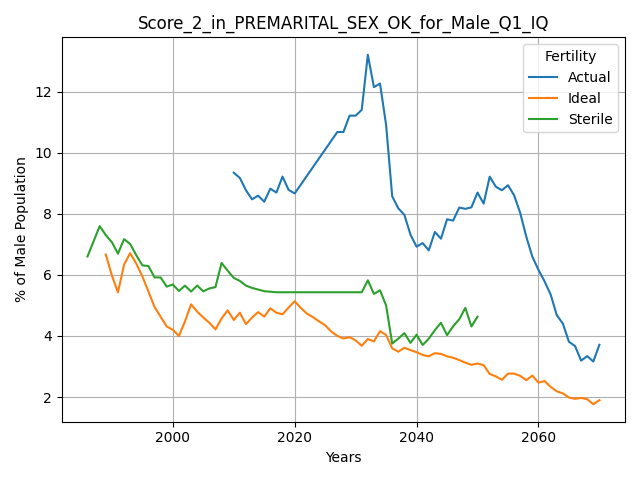 Score_2_in_PREMARITAL_SEX_OK_for_Male_Q1_IQ
Fertility
Actual
Ideal
Sterile
% of Male Population
12
10
8
6
4
2
2000 2020 2040 2060
Years